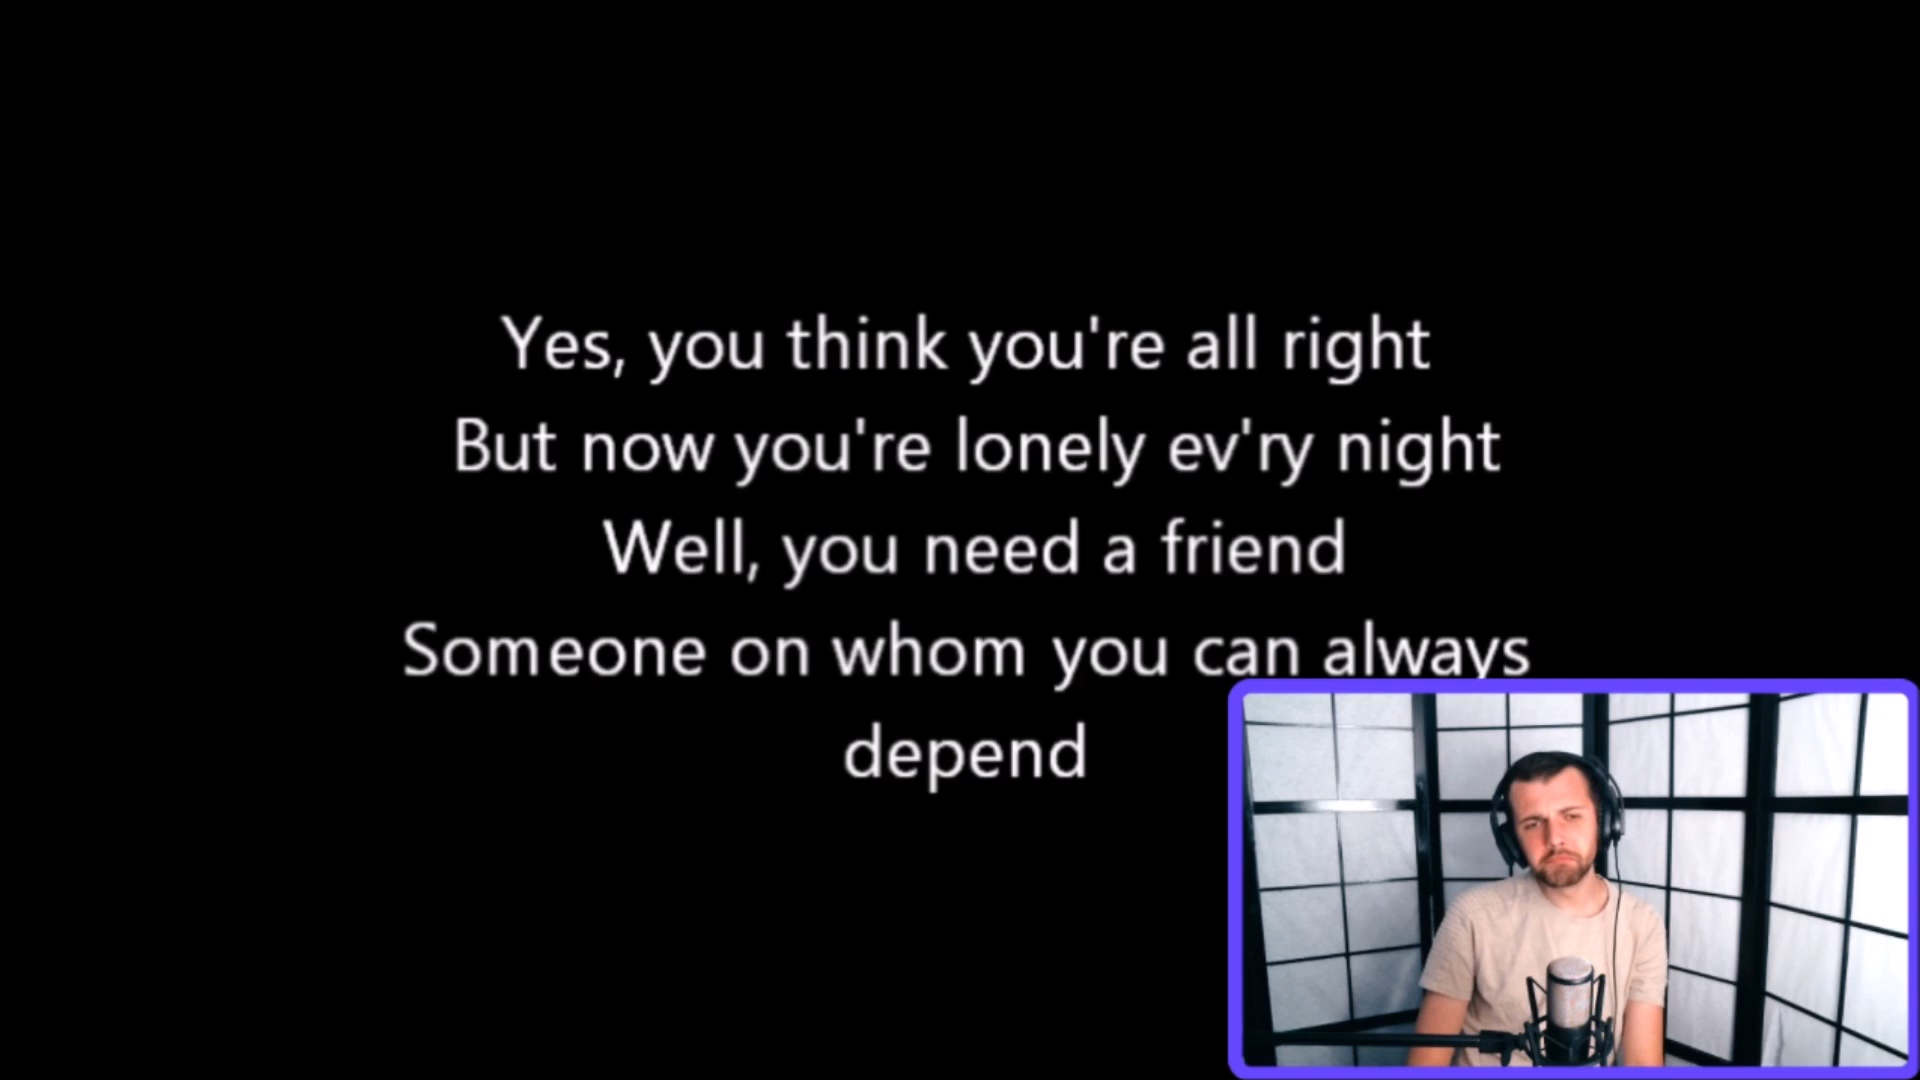 Yes, you think you're all right
But now you're lonely ev'ry night
Well, you need a friend
Someone on whom you can always
depend